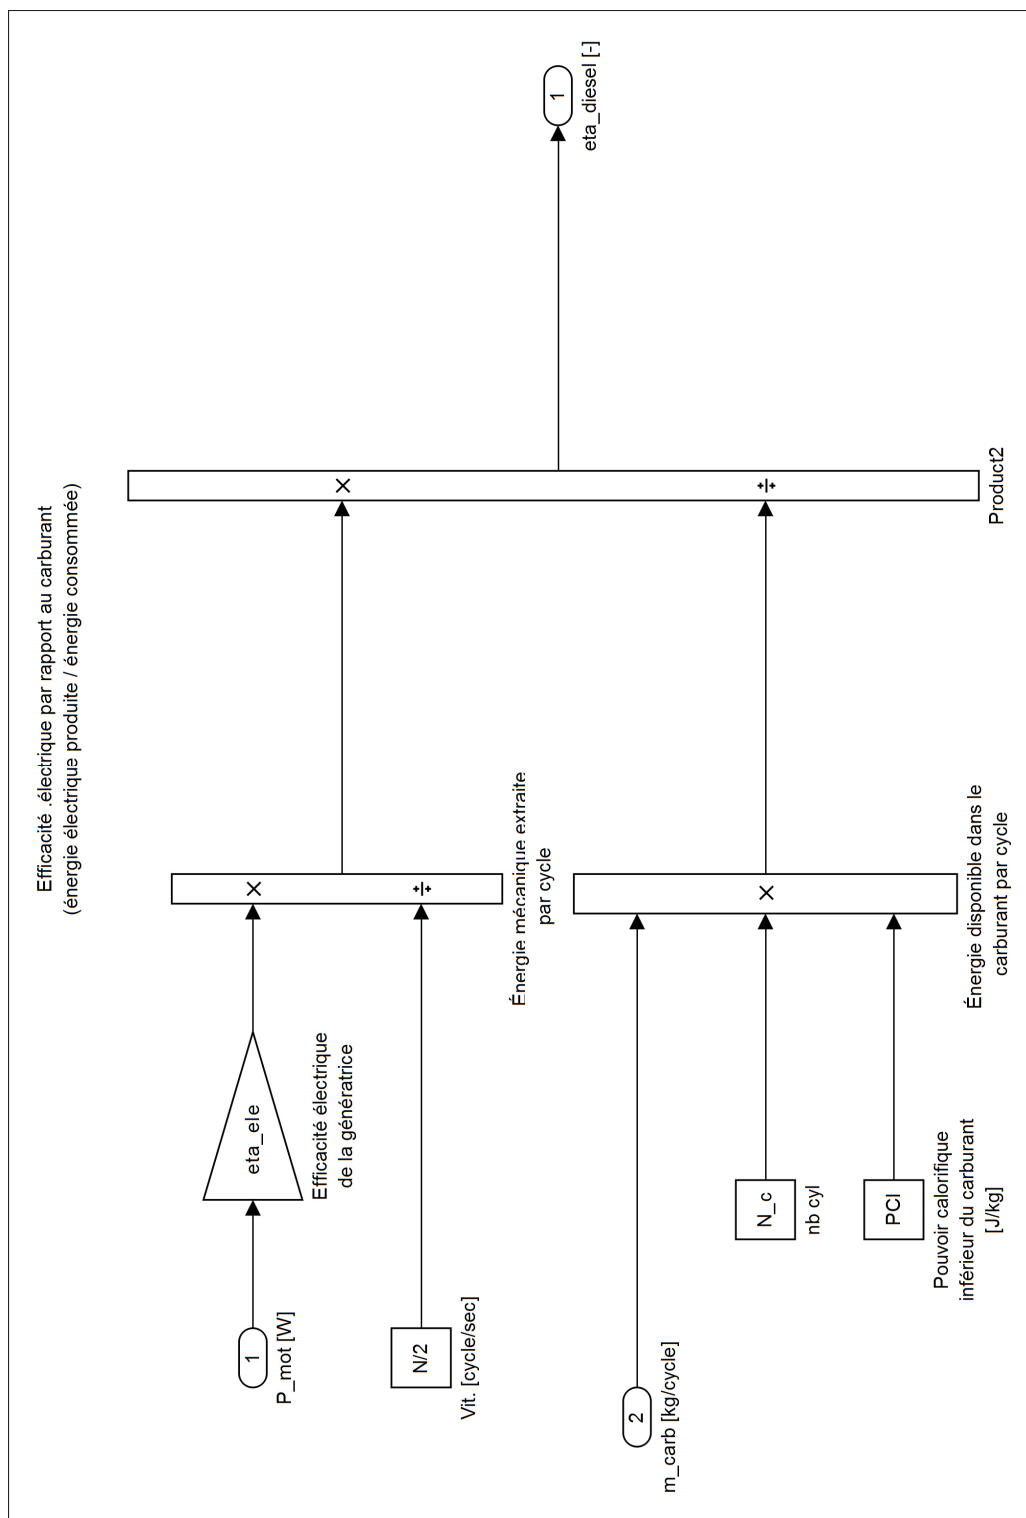 Efficacité .électrique par rapport au carburant
(énergie électrique produite / énergie consommée)
1
P_mot [W]
eta_ele
Efficacité électrique
de la génératrice
N/2
Vit. [cycle/sec]
×
÷
Énergie mécanique extraite
par cycle
2
m_carb [kg/cycle]
N_c
nb cyl
PCI
Pouvoir calorifique
inférieur du carburant
[J/kg]
×
Énergie disponible dans le
carburant par cycle
×
÷
Product2
1
eta_diesel [-]